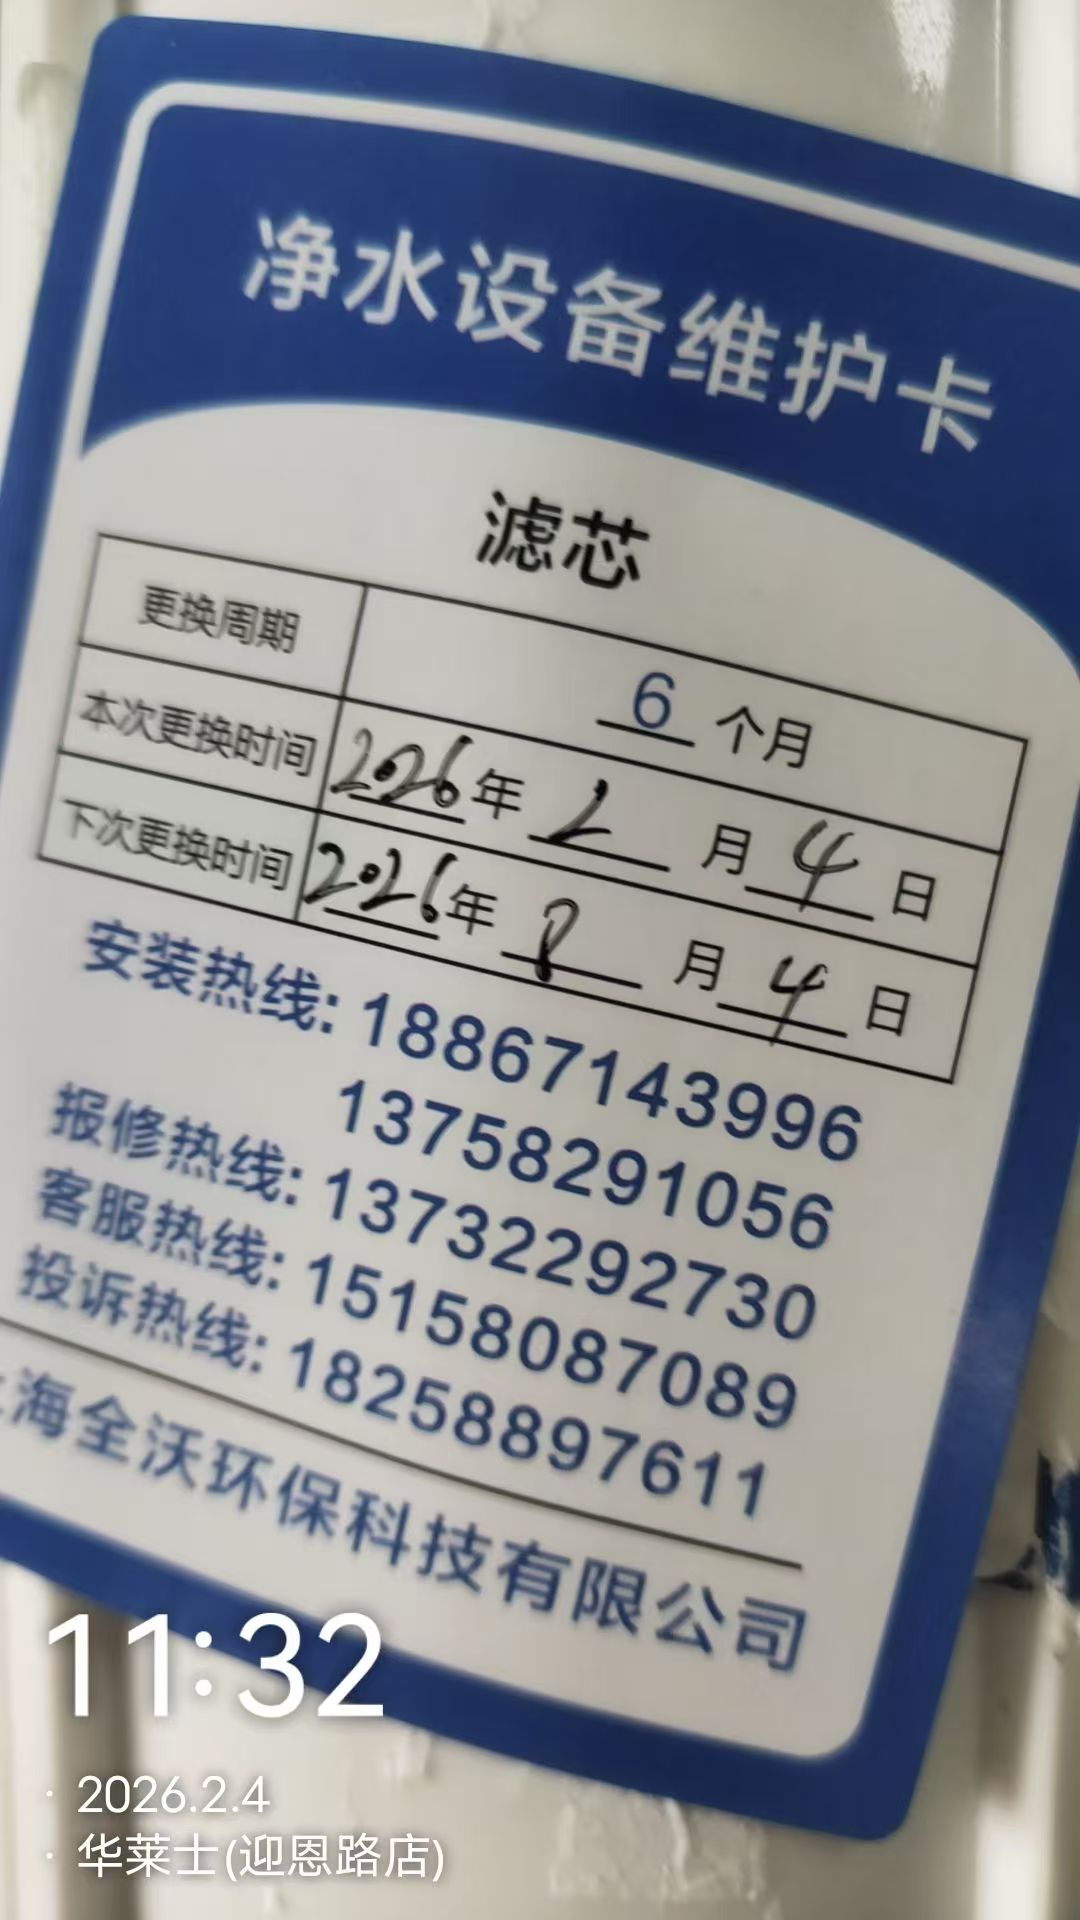 净水设备维护卡
滤芯
更换周期 6 个月
本次更换时间 2026年 2 月 4 日
下次更换时间 2026年 8 月 4 日
安装热线: 18867143996
13758291056
报修热线: 13732292730
客服热线: 15158087089
投诉热线: 18258897611
上海全沃环保科技有限公司
11:32
· 2026.2.4
· 华莱士(迎恩路店)